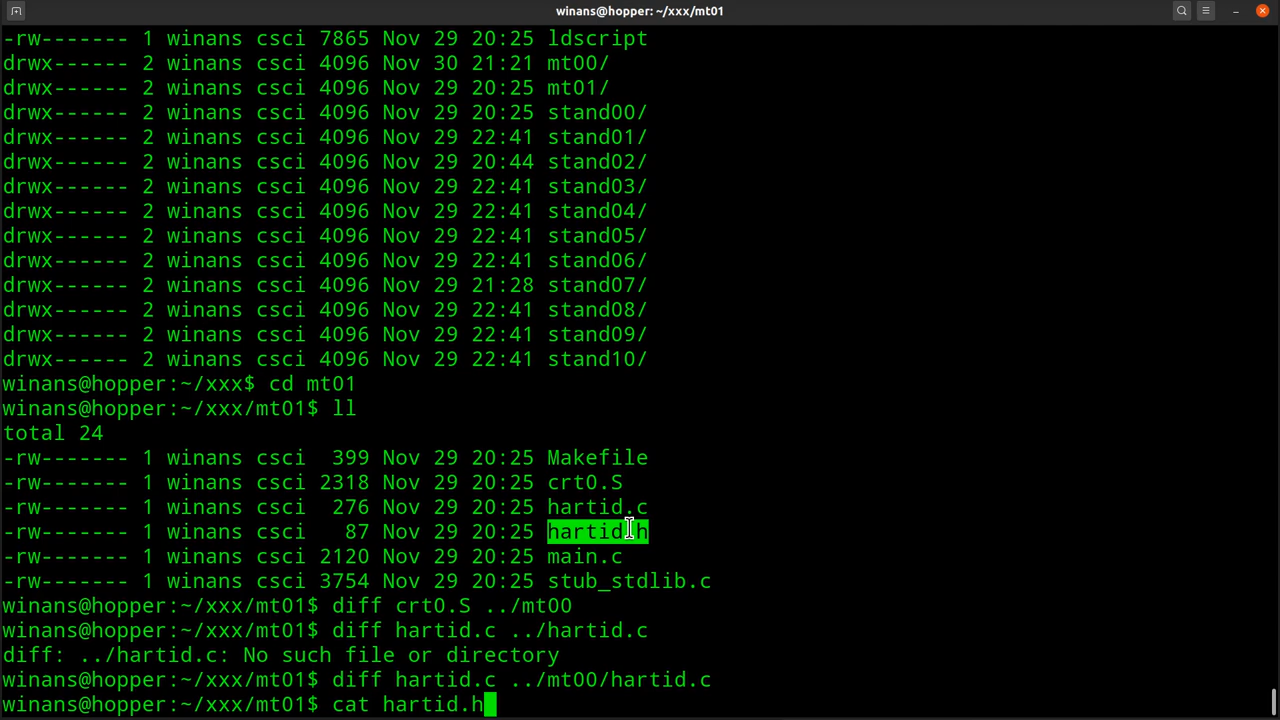 winans@hopper: ~/xxx/mt01
-rw------- 1 winans csci 7865 Nov 29 20:25 ldscript
drwx------ 2 winans csci 4096 Nov 30 21:21 mt00/
drwx------ 2 winans csci 4096 Nov 29 20:25 mt01/
drwx------ 2 winans csci 4096 Nov 29 20:25 stand00/
drwx------ 2 winans csci 4096 Nov 29 22:41 stand01/
drwx------ 2 winans csci 4096 Nov 29 20:44 stand02/
drwx------ 2 winans csci 4096 Nov 29 22:41 stand03/
drwx------ 2 winans csci 4096 Nov 29 22:41 stand04/
drwx------ 2 winans csci 4096 Nov 29 22:41 stand05/
drwx------ 2 winans csci 4096 Nov 29 22:41 stand06/
drwx------ 2 winans csci 4096 Nov 29 21:28 stand07/
drwx------ 2 winans csci 4096 Nov 29 22:41 stand08/
drwx------ 2 winans csci 4096 Nov 29 22:41 stand09/
drwx------ 2 winans csci 4096 Nov 29 22:41 stand10/
winans@hopper:~/xxx$ cd mt01
winans@hopper:~/xxx/mt01$ ll
total 24
-rw------- 1 winans csci  399 Nov 29 20:25 Makefile
-rw------- 1 winans csci 2318 Nov 29 20:25 crt0.S
-rw------- 1 winans csci  276 Nov 29 20:25 hartid.c
-rw------- 1 winans csci   87 Nov 29 20:25 hartid.h
-rw------- 1 winans csci 2120 Nov 29 20:25 main.c
-rw------- 1 winans csci 3754 Nov 29 20:25 stub_stdlib.c
winans@hopper:~/xxx/mt01$ diff crt0.S ../mt00
winans@hopper:~/xxx/mt01$ diff hartid.c ../hartid.c
diff: ../hartid.c: No such file or directory
winans@hopper:~/xxx/mt01$ diff hartid.c ../mt00/hartid.c
winans@hopper:~/xxx/mt01$ cat hartid.h